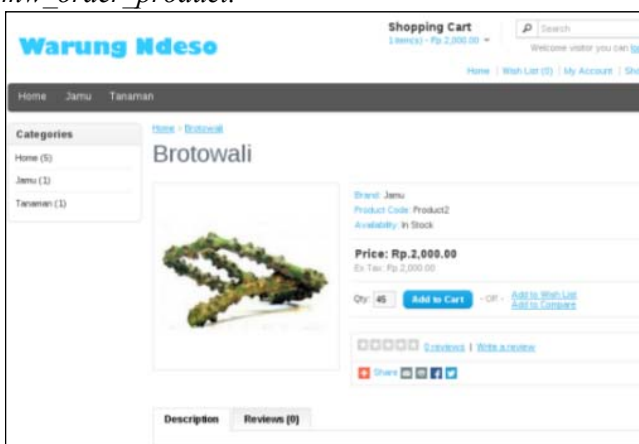 mw_order_product.
Warung Ndeso
Shopping Cart
1 item(s) - Rp 2,000.00
Search
Welcome visitor you can
Home Wish List (0) My Account
Home Jamu Tanaman
Categories
Home (5)
Jamu (1)
Tanaman (1)
Home » Brotowali
Brotowali
Brand: Jamu
Product Code: Product2
Availability: In Stock
Price: Rp.2,000.00
Ex Tax: Rp.2,000.00
Qty: 45 Add to Cart - OR - Add to Wish List
Add to Compare
0 reviews | Write a review
Share
Description Reviews (0)